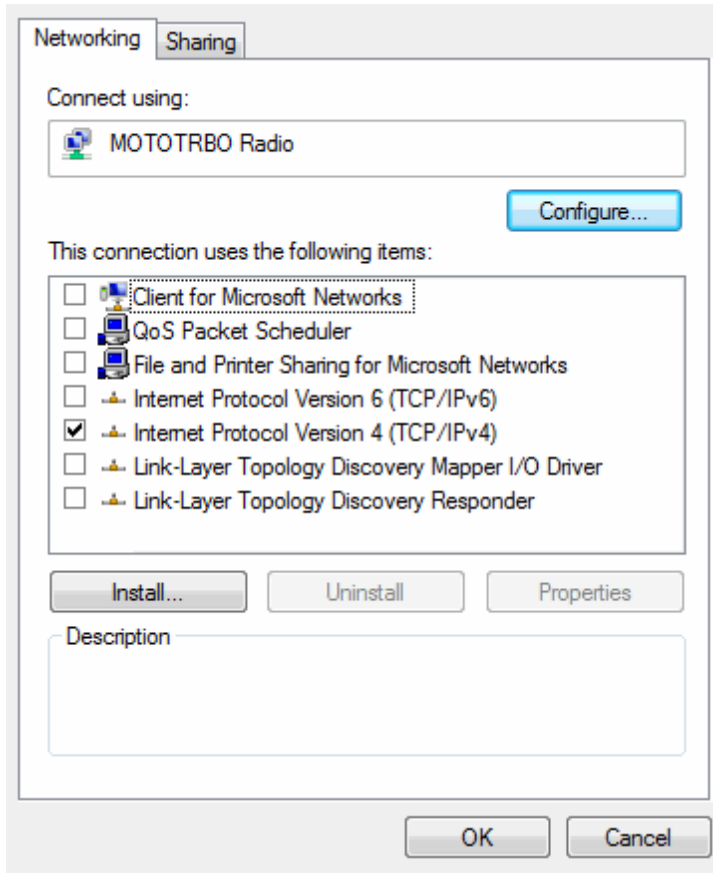 Networking Sharing
Connect using:
MOTOTRBO Radio
Configure...
This connection uses the following items:
Client for Microsoft Networks
QoS Packet Scheduler
File and Printer Sharing for Microsoft Networks
Internet Protocol Version 6 (TCP/IPv6)
Internet Protocol Version 4 (TCP/IPv4)
Link-Layer Topology Discovery Mapper I/O Driver
Link-Layer Topology Discovery Responder
Install... Uninstall Properties
Description
OK Cancel